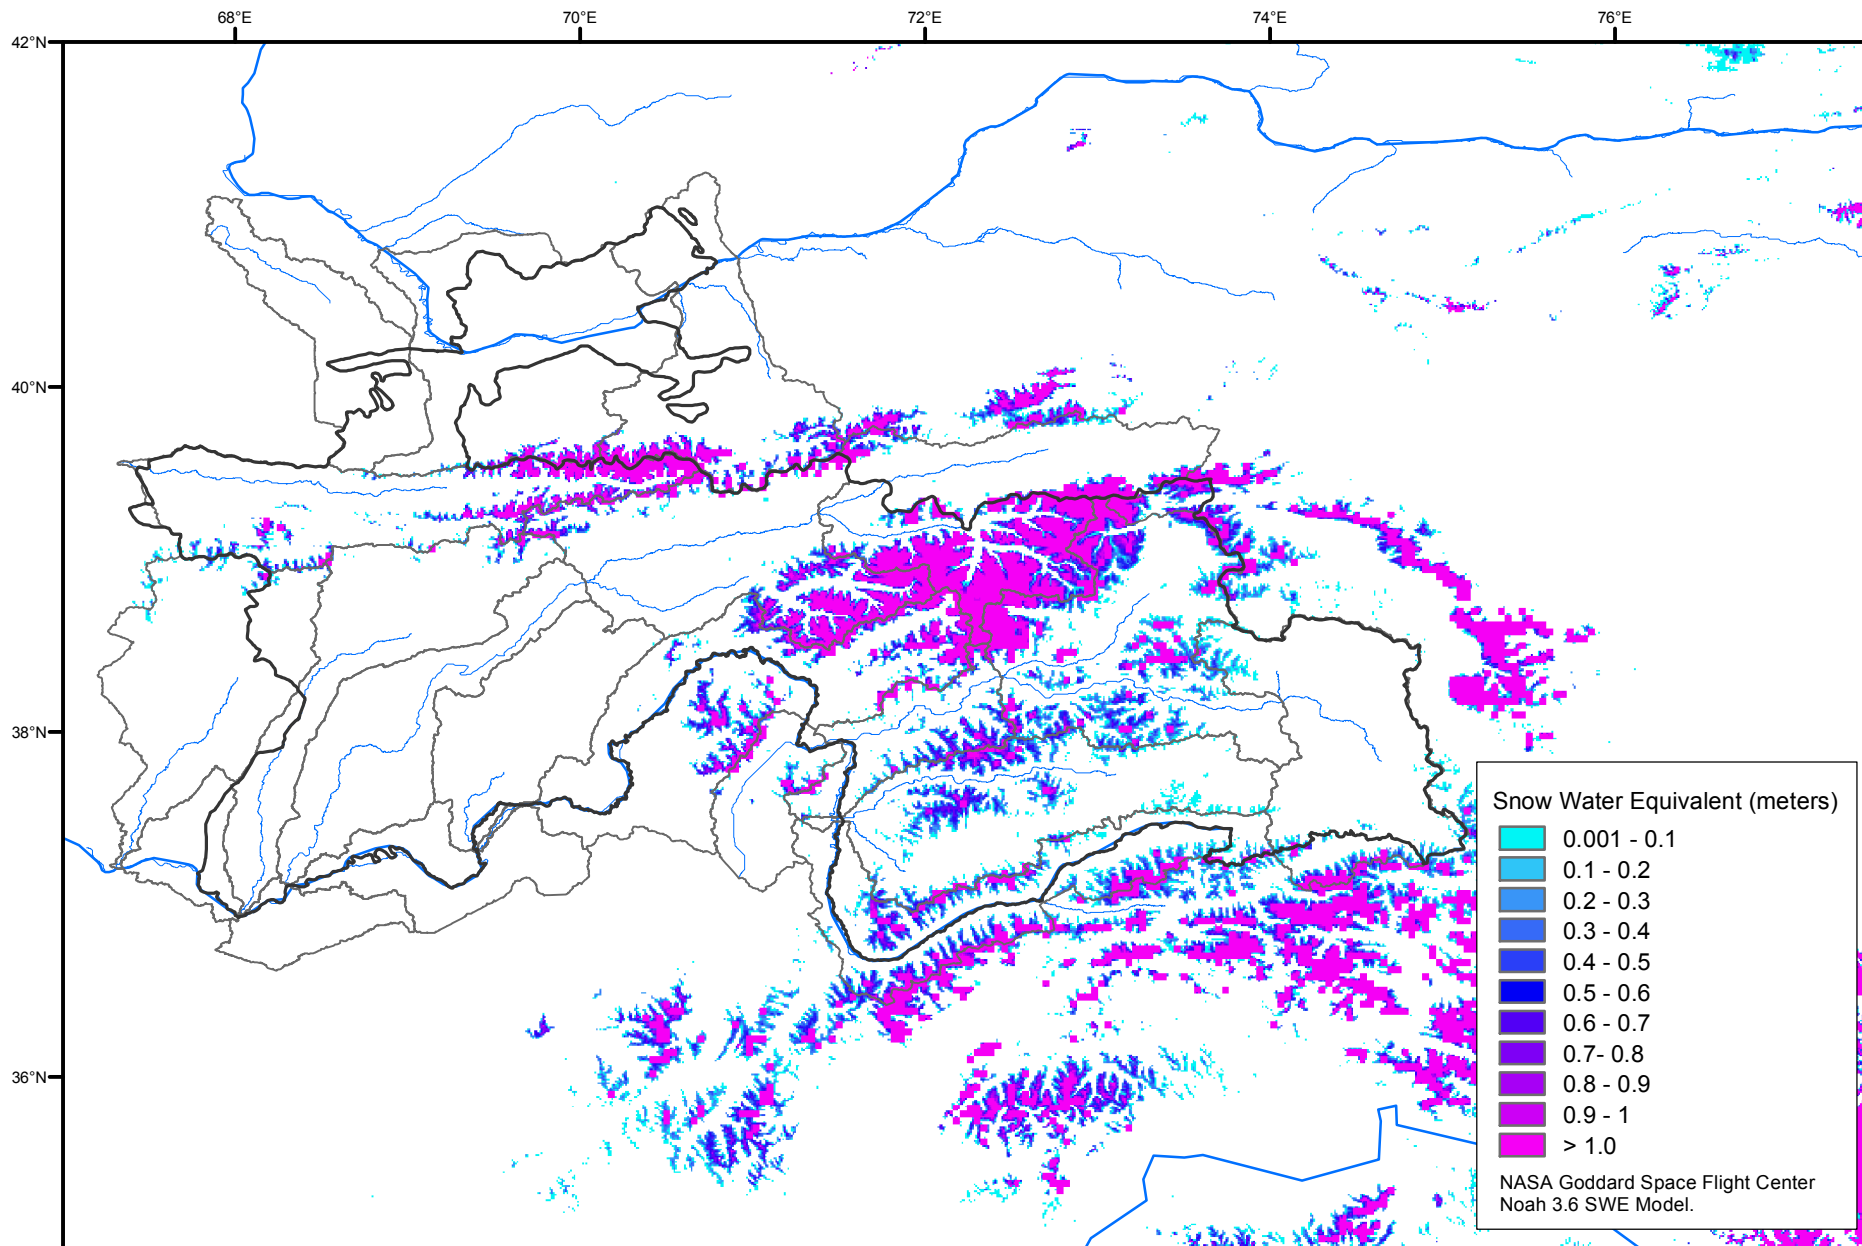 68°E
70°E
72°E
74°E
76°E
42°N
40°N
38°N
36°N
Snow Water Equivalent (meters)
0.001 - 0.1
0.1 - 0.2
0.2 - 0.3
0.3 - 0.4
0.4 - 0.5
0.5 - 0.6
0.6 - 0.7
0.7- 0.8
0.8 - 0.9
0.9 - 1
> 1.0
NASA Goddard Space Flight Center
Noah 3.6 SWE Model.